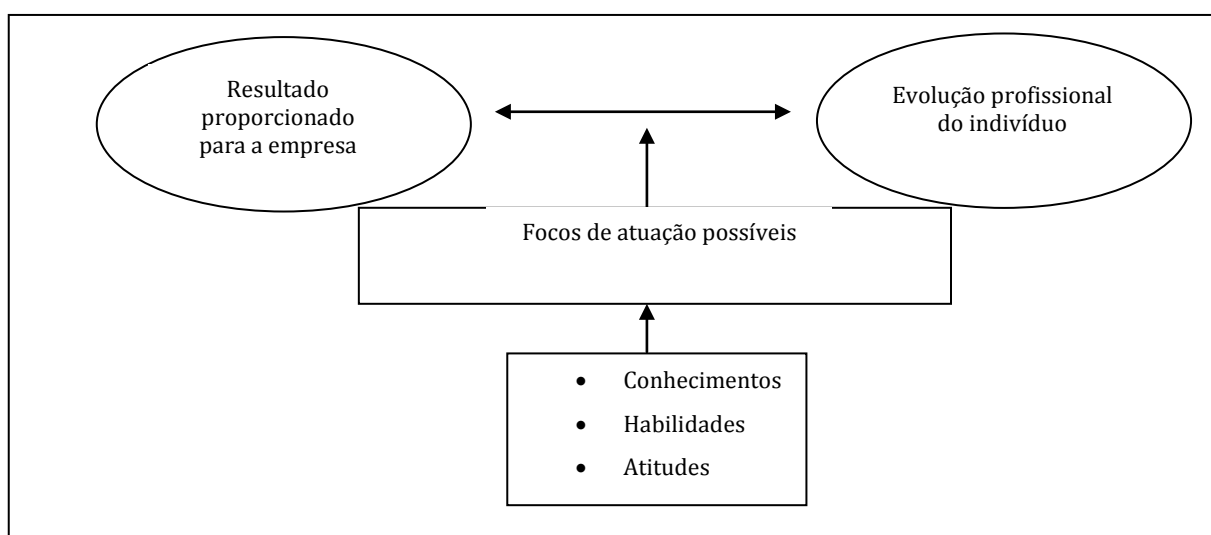 Resultado
proporcionado
para a empresa
Evolução profissional
do indivíduo
Focos de atuação possíveis
• Conhecimentos
• Habilidades
• Atitudes